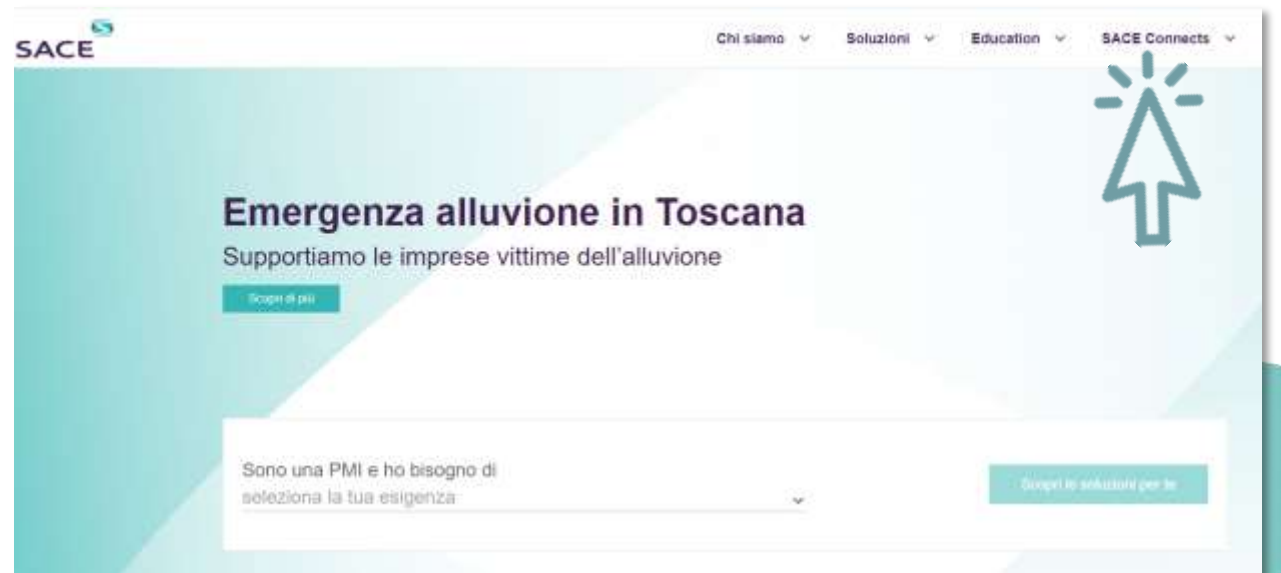 SACE
Chi siamo
Soluzioni
Education
SACE Connects
Emergenza alluvione in Toscana
Supportiamo le imprese vittime dell'alluvione
Scopri di più
Sono una PMI e ho bisogno di
seleziona la tua esigenza
Scopri le soluzioni per te